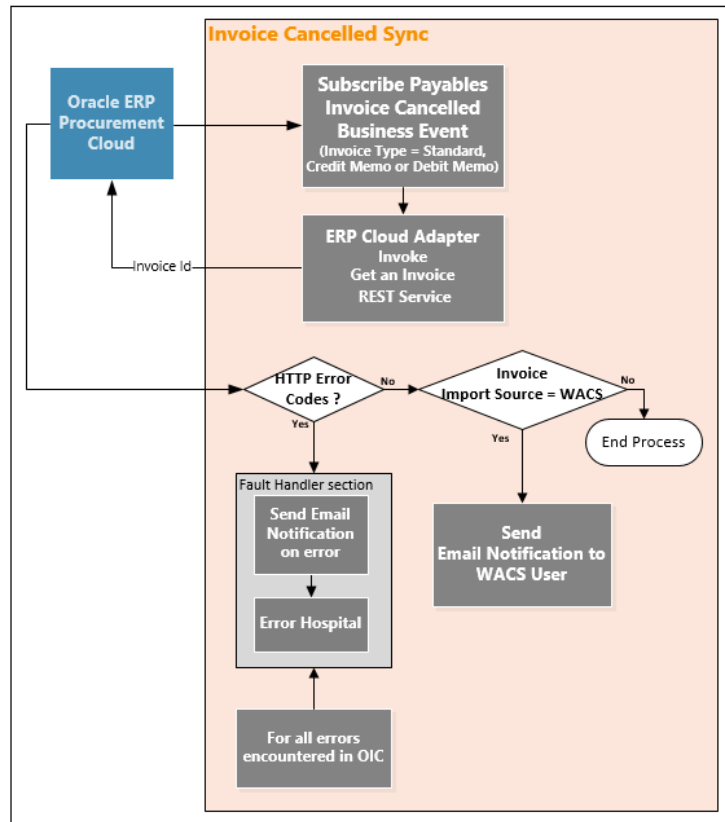 Invoice Cancelled Sync
Oracle ERP
Procurement
Cloud
Subscribe Payables
Invoice Cancelled
Business Event
(Invoice Type = Standard,
Credit Memo or Debit Memo)
ERP Cloud Adapter
Invoke
Get an Invoice
REST Service
Invoice Id
HTTP Error
Codes ?
No
Yes
Invoice
Import Source = WACS
No
Yes
End Process
Fault Handler section
Send Email
Notification
on error
Error Hospital
Send
Email Notification to
WACS User
For all errors
encountered in OIC